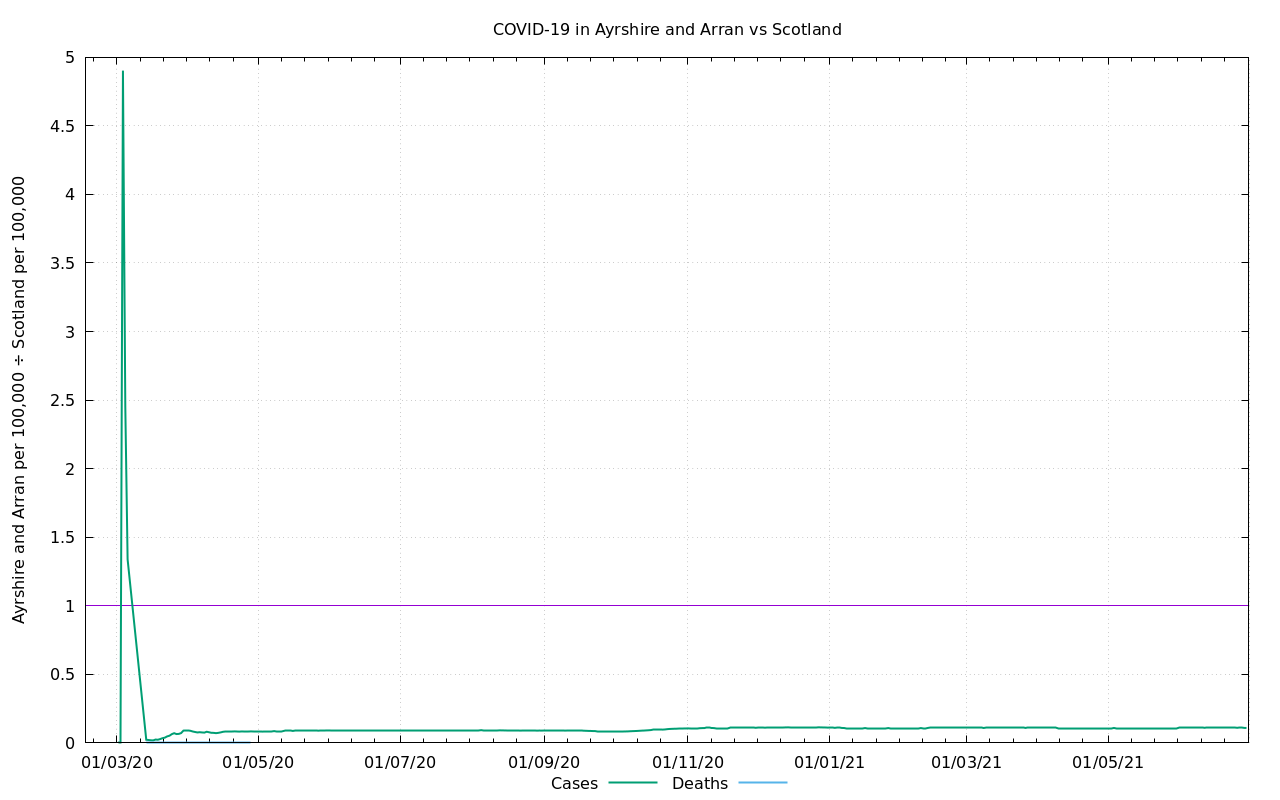 COVID-19 in Ayrshire and Arran vs Scotland
Ayrshire and Arran per 100,000 ÷ Scotland per 100,000
5
4.5
4
3.5
3
2.5
2
1.5
1
0.5
0
01/03/20 01/05/20 01/07/20 01/09/20 01/11/20 01/01/21 01/03/21 01/05/21
Cases Deaths